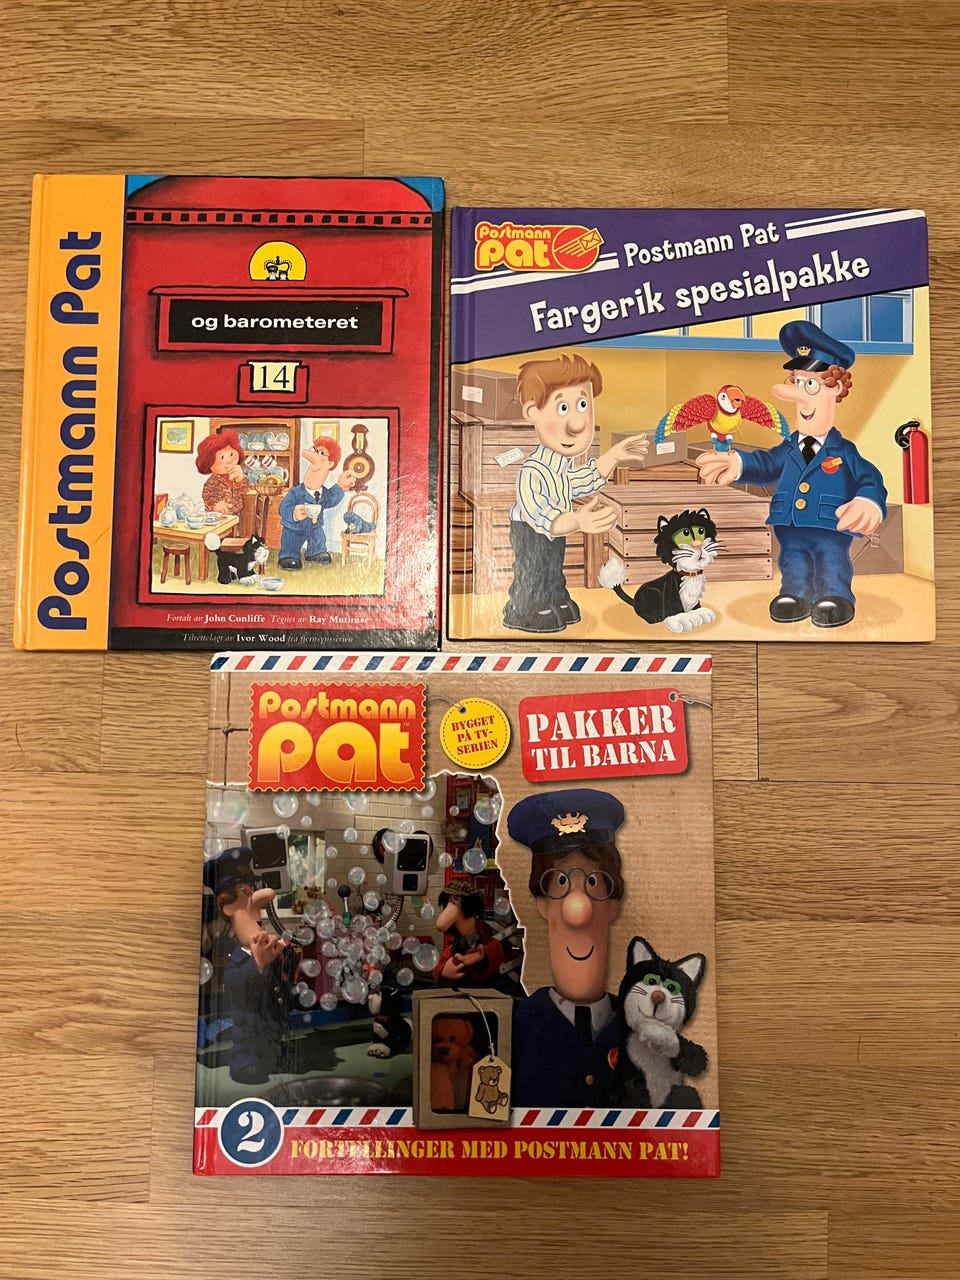 Postmann Pat
og barometeret
14
Fortalt av John Cunliffe Tegnet av Ray Mutimer
Tilrettelagt av Ivor Wood fra fjernsynsserien
Postmann
Pat
Postmann Pat
Fargerik spesialpakke
Postmann
Pat
BYGGET
PÅ TV-
SERIEN
PAKKER
TIL BARNA
2
FORTELLINGER MED POSTMANN PAT!